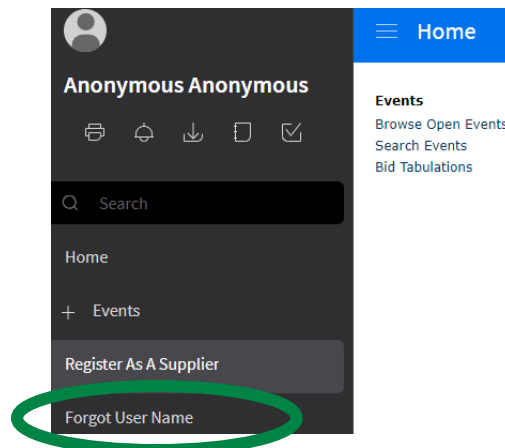 Anonymous Anonymous
Search
Home
+ Events
Register As A Supplier
Forgot User Name
Home
Events
Browse Open Events
Search Events
Bid Tabulations